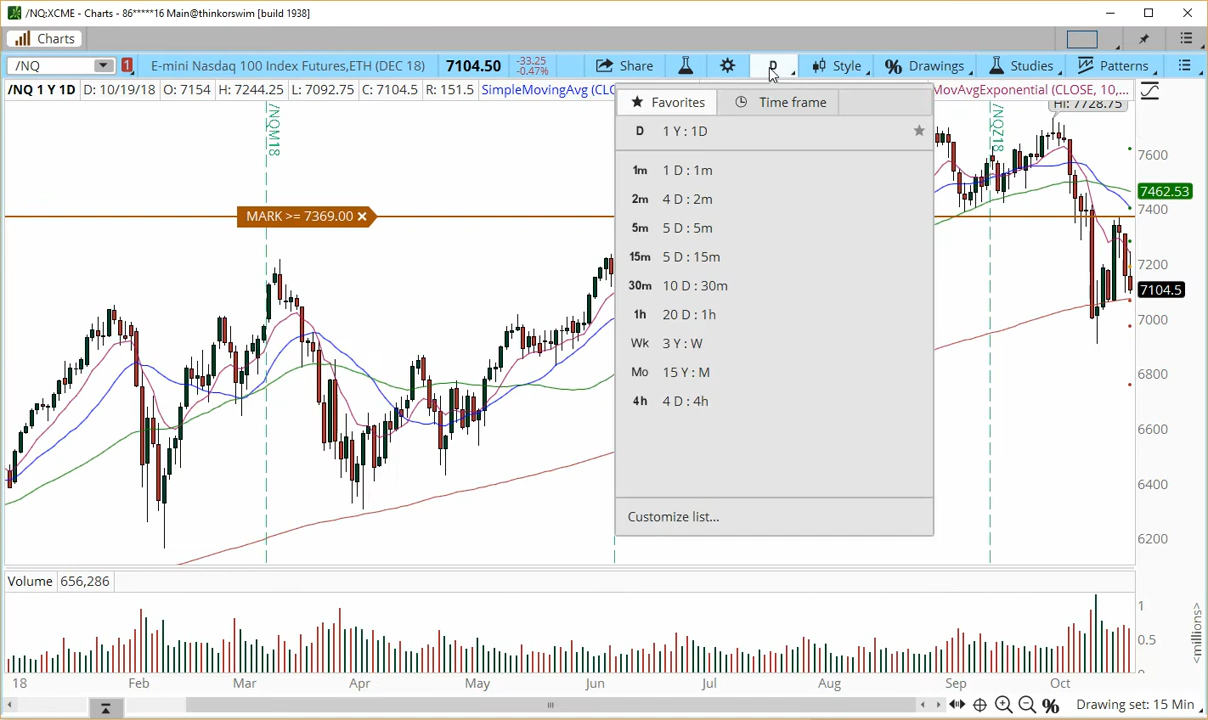 /NQ:XCME - Charts - 86*****16 Main@thinkorswim [build 1938]
Charts
/NQ 1 E-mini Nasdaq 100 Index Futures,ETH (DEC 18) 7104.50 -33.25 -0.47% Share D Style Drawings Studies Patterns
/NQ 1 Y 1D D: 10/19/18 O: 7154 H: 7244.25 L: 7092.75 C: 7104.5 R: 151.5 SimpleMovingAvg (CL MovAvgExponential (CLOSE, 10,...
Hi: 7728.75
/NQM18
/NQZ18
MARK >= 7369.00
Favorites Time frame
D 1 Y : 1D
1m 1 D : 1m
2m 4 D : 2m
5m 5 D : 5m
15m 5 D : 15m
30m 10 D : 30m
1h 20 D : 1h
Wk 3 Y : W
Mo 15 Y : M
4h 4 D : 4h
Customize list...
7600
7462.53
7400
7200
7104.5
7000
6800
6600
6400
6200
Volume 656,286
1
0.5
0
<millions>
18 Feb Mar Apr May Jun Jul Aug Sep Oct
Drawing set: 15 Min